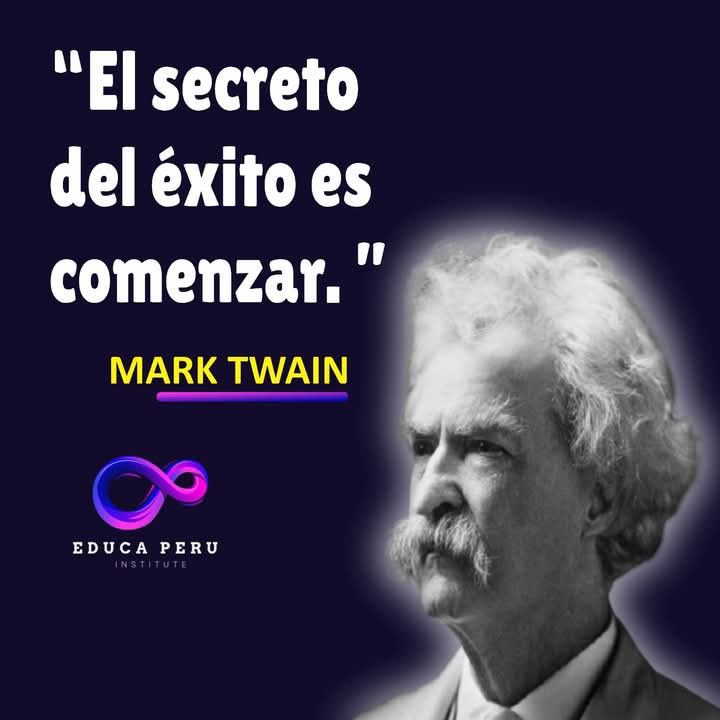 “El secreto
del éxito es
comenzar. ”
MARK TWAIN
EDUCA PERU
INSTITUTE